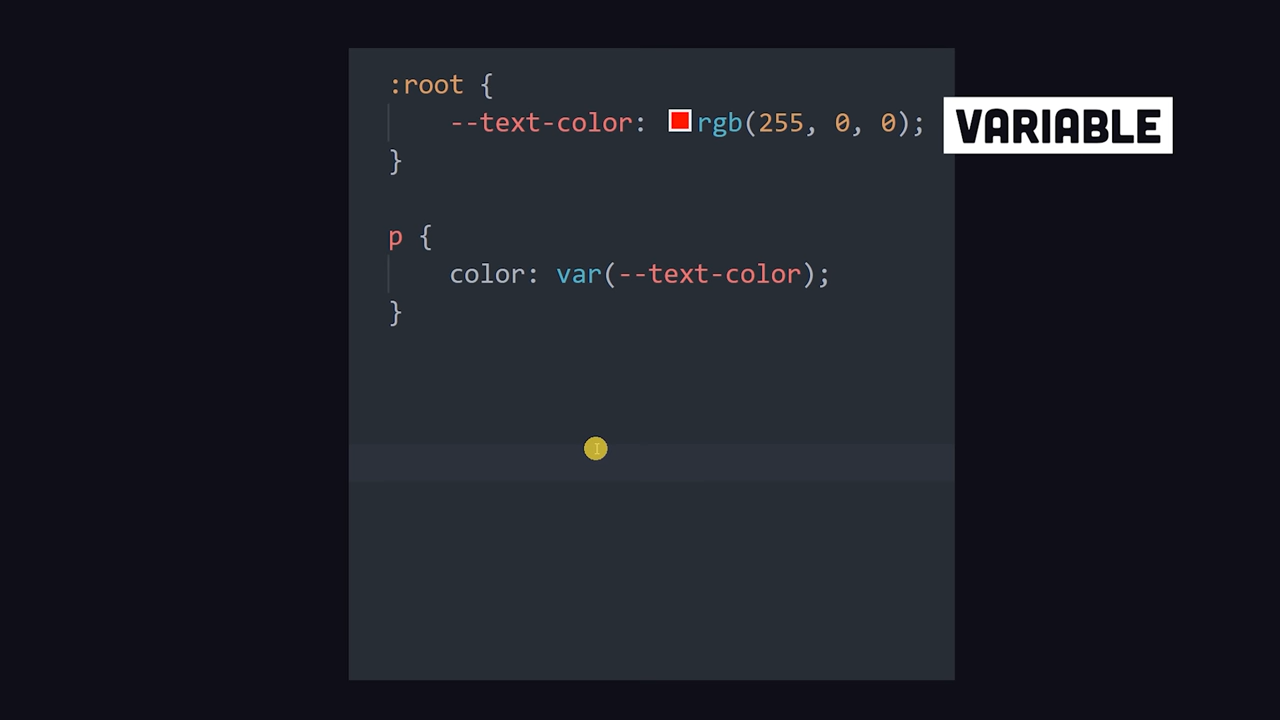 :root {
--text-color: rgb(255, 0, 0);
VARIABLE
}
p {
color: var(--text-color);
}